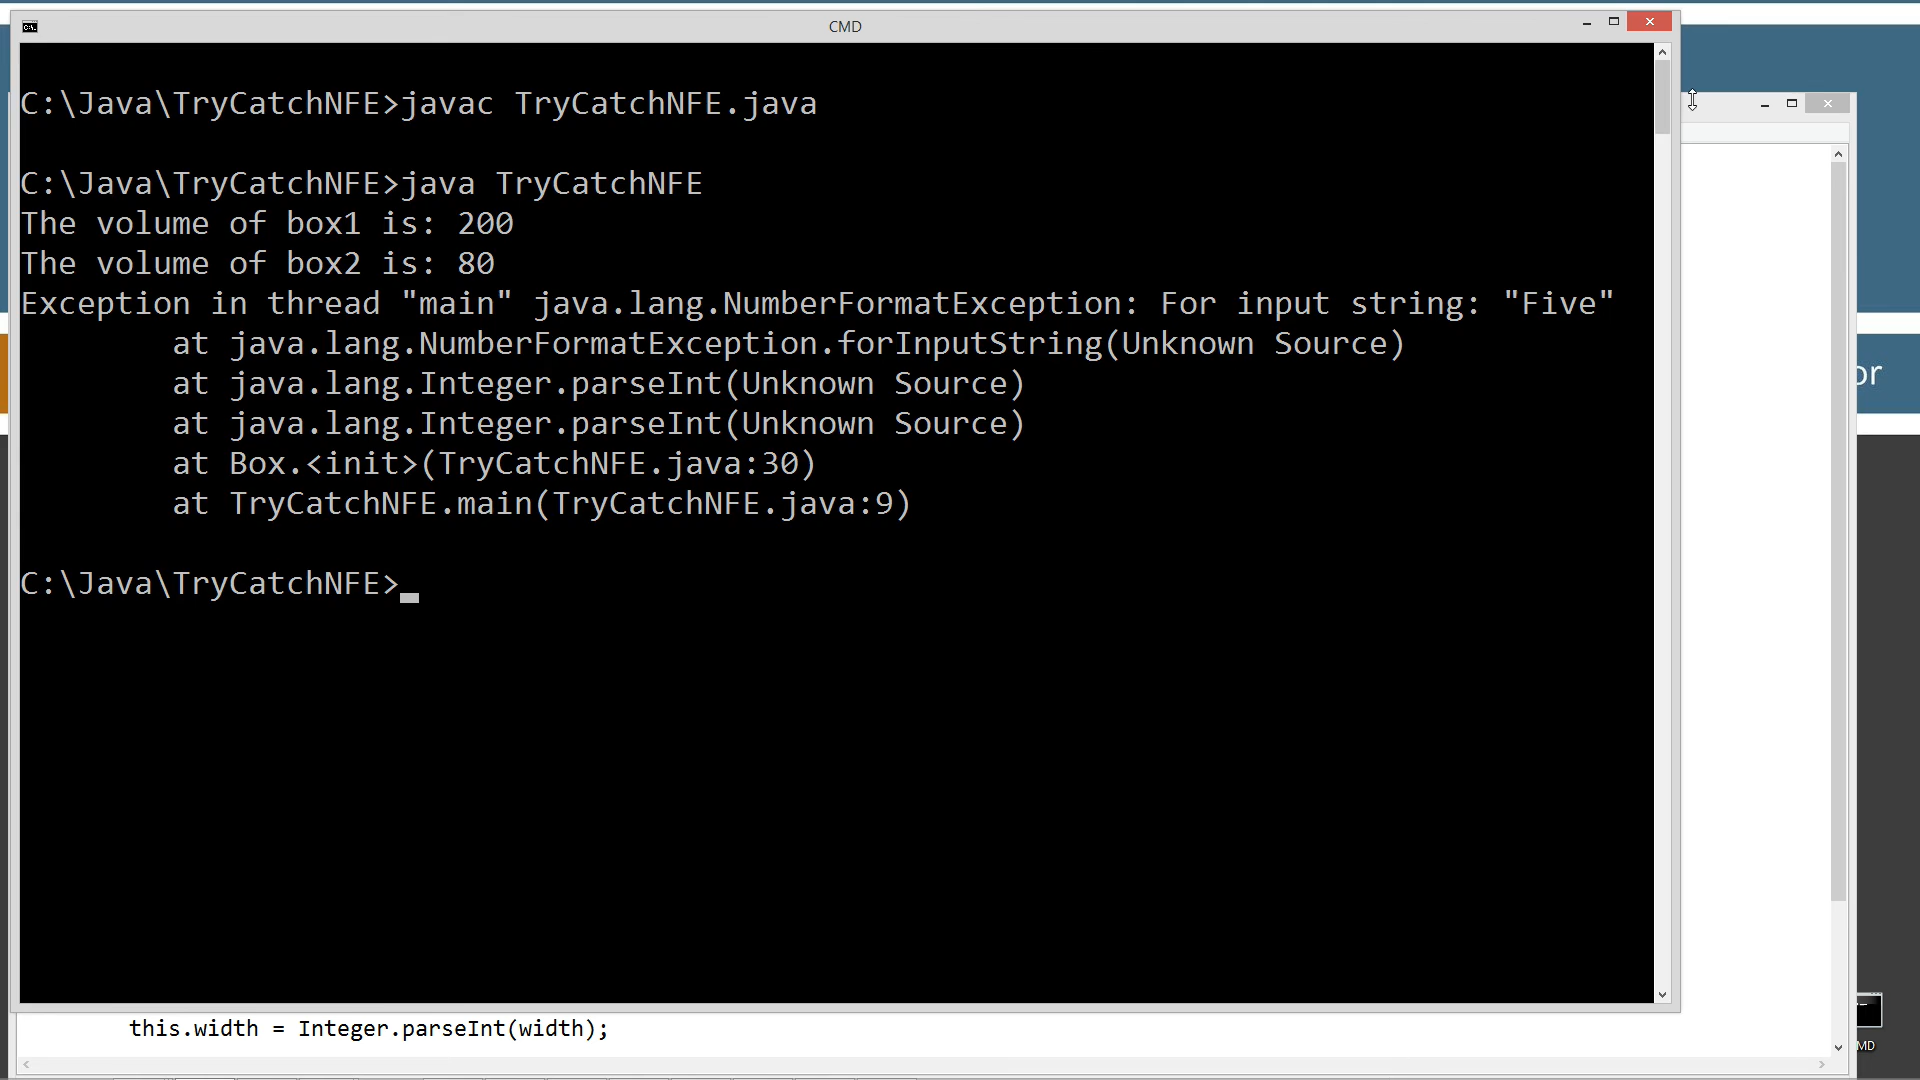 CMD
C:\Java\TryCatchNFE>javac TryCatchNFE.java
C:\Java\TryCatchNFE>java TryCatchNFE
The volume of box1 is: 200
The volume of box2 is: 80
Exception in thread "main" java.lang.NumberFormatException: For input string: "Five"
at java.lang.NumberFormatException.forInputString(Unknown Source)
at java.lang.Integer.parseInt(Unknown Source)
at java.lang.Integer.parseInt(Unknown Source)
at Box.<init>(TryCatchNFE.java:30)
at TryCatchNFE.main(TryCatchNFE.java:9)
C:\Java\TryCatchNFE>
or
this.width = Integer.parseInt(width);
MD